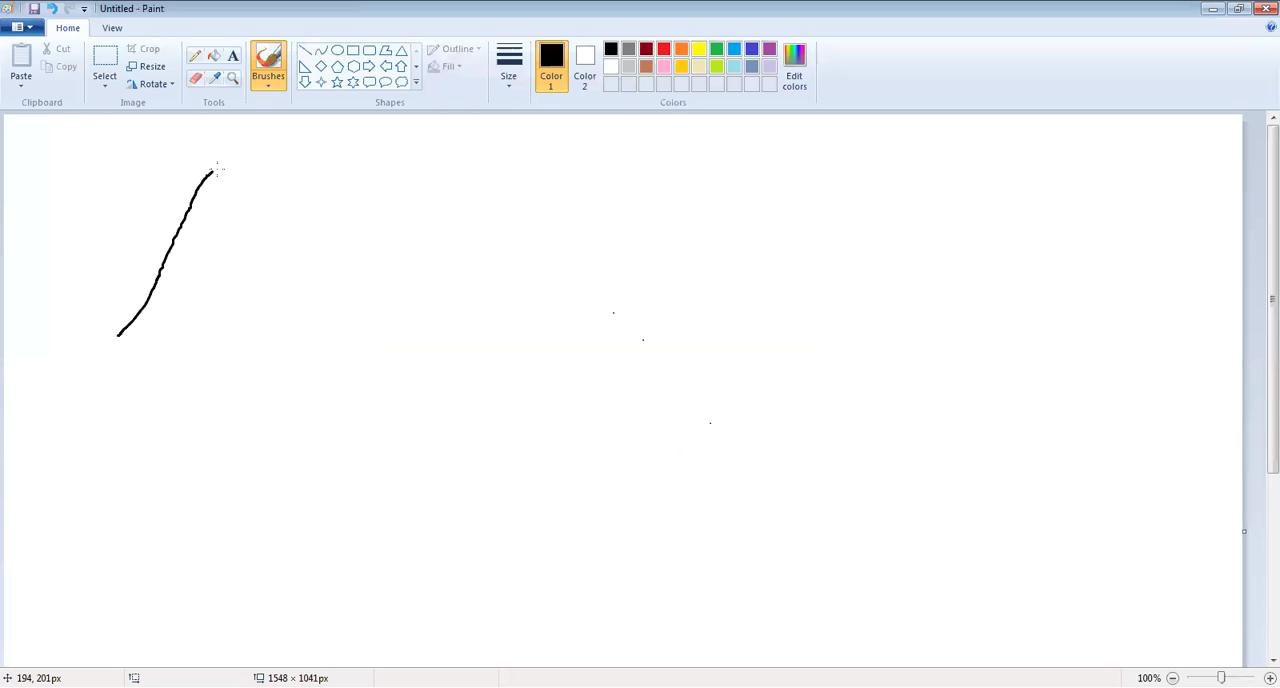 Untitled - Paint
Home View
Paste
Cut
Copy
Clipboard
Select
Crop
Resize
Rotate
Image
A
Tools
Brushes
Shapes
Outline
Fill
Size
Color 1
Color 2
Edit colors
Colors
194, 201px
1548 × 1041px
100%